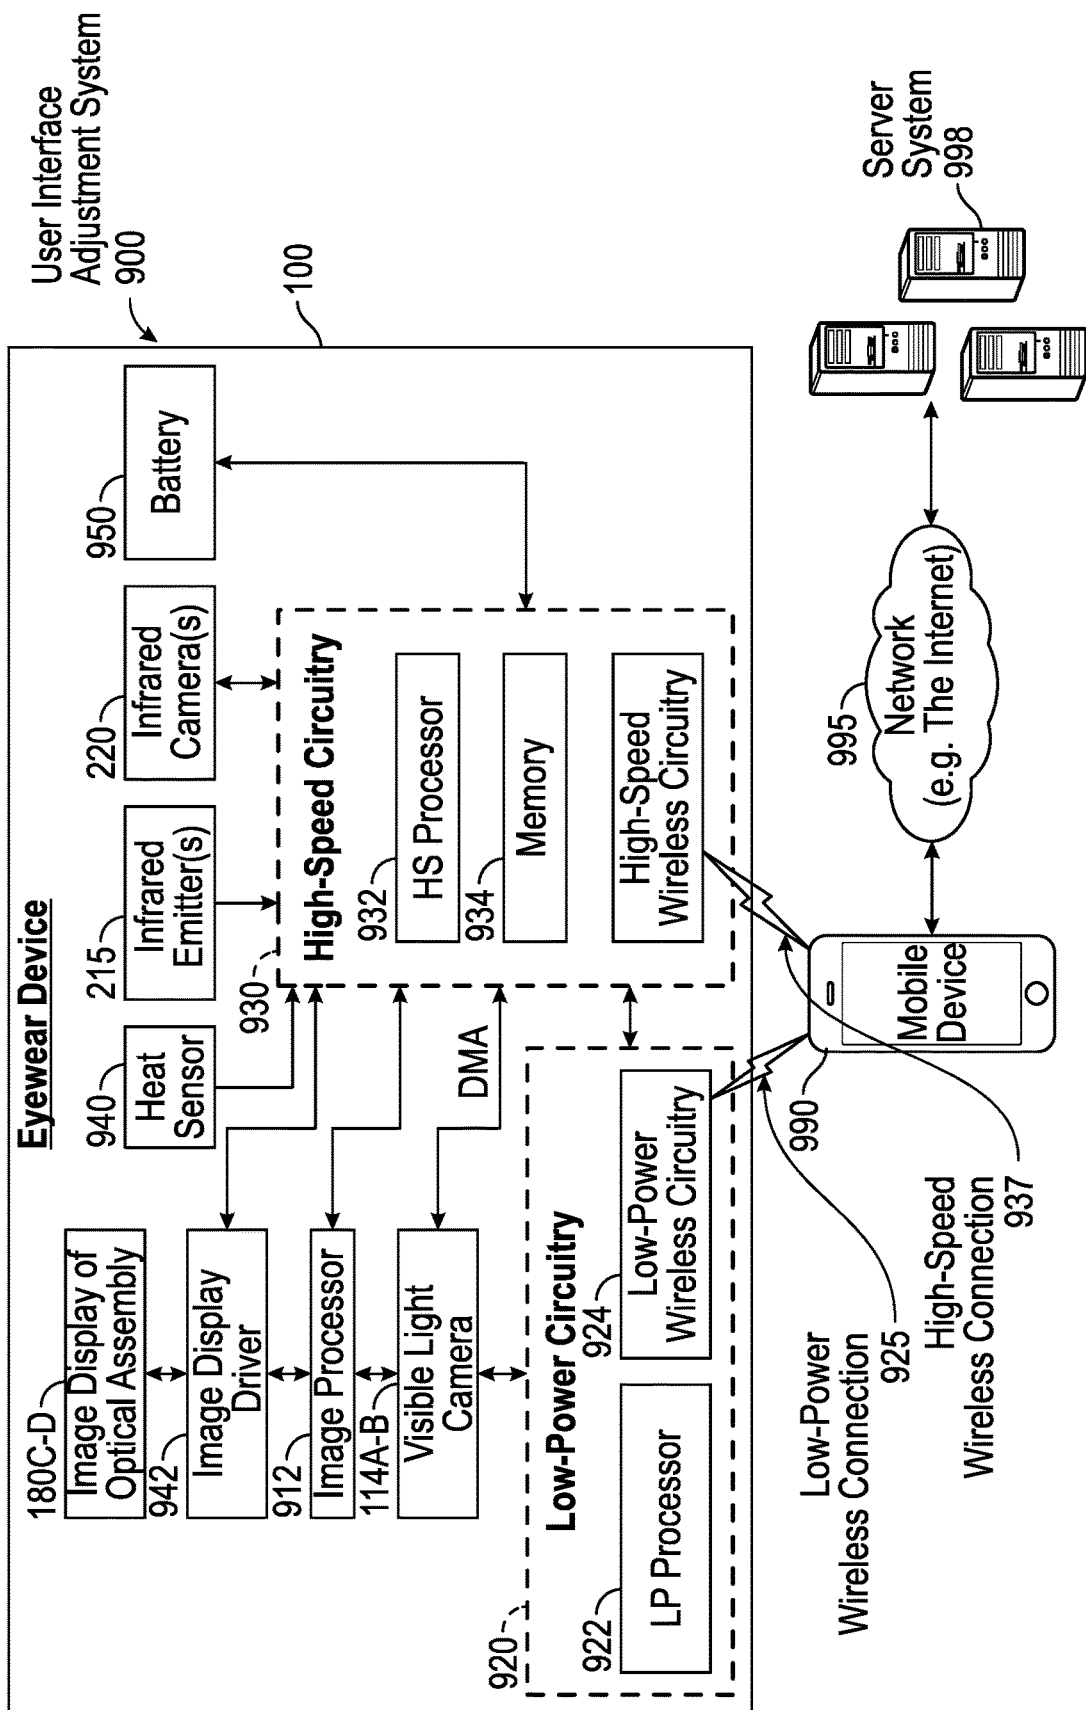 User Interface
Adjustment System
900
100
Eyewear Device
180C-D
Image Display of
Optical Assembly
940
Heat
Sensor
215
Infrared
Emitter(s)
220
Infrared
Camera(s)
950
Battery
942
Image Display
Driver
912
Image Processor
114A-B
Visible Light
Camera
DMA
930
High-Speed Circuitry
932
HS Processor
934
Memory
High-Speed
Wireless Circuitry
920
Low-Power Circuitry
922
LP Processor
924
Low-Power
Wireless Circuitry
Low-Power
Wireless Connection
925
High-Speed
Wireless Connection
937
990
Mobile
Device
995
Network
(e.g. The Internet)
Server
System
998